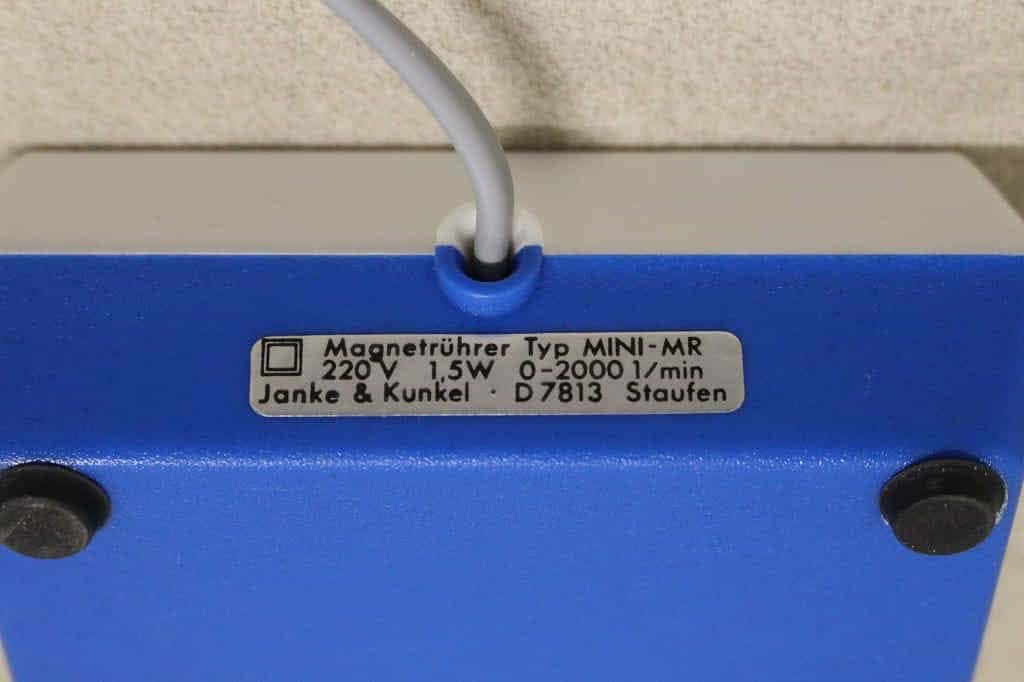 Magnetrührer Typ MINI-MR
220V 1,5W 0-2000 1/min
Janke & Kunkel · D7813 Staufen